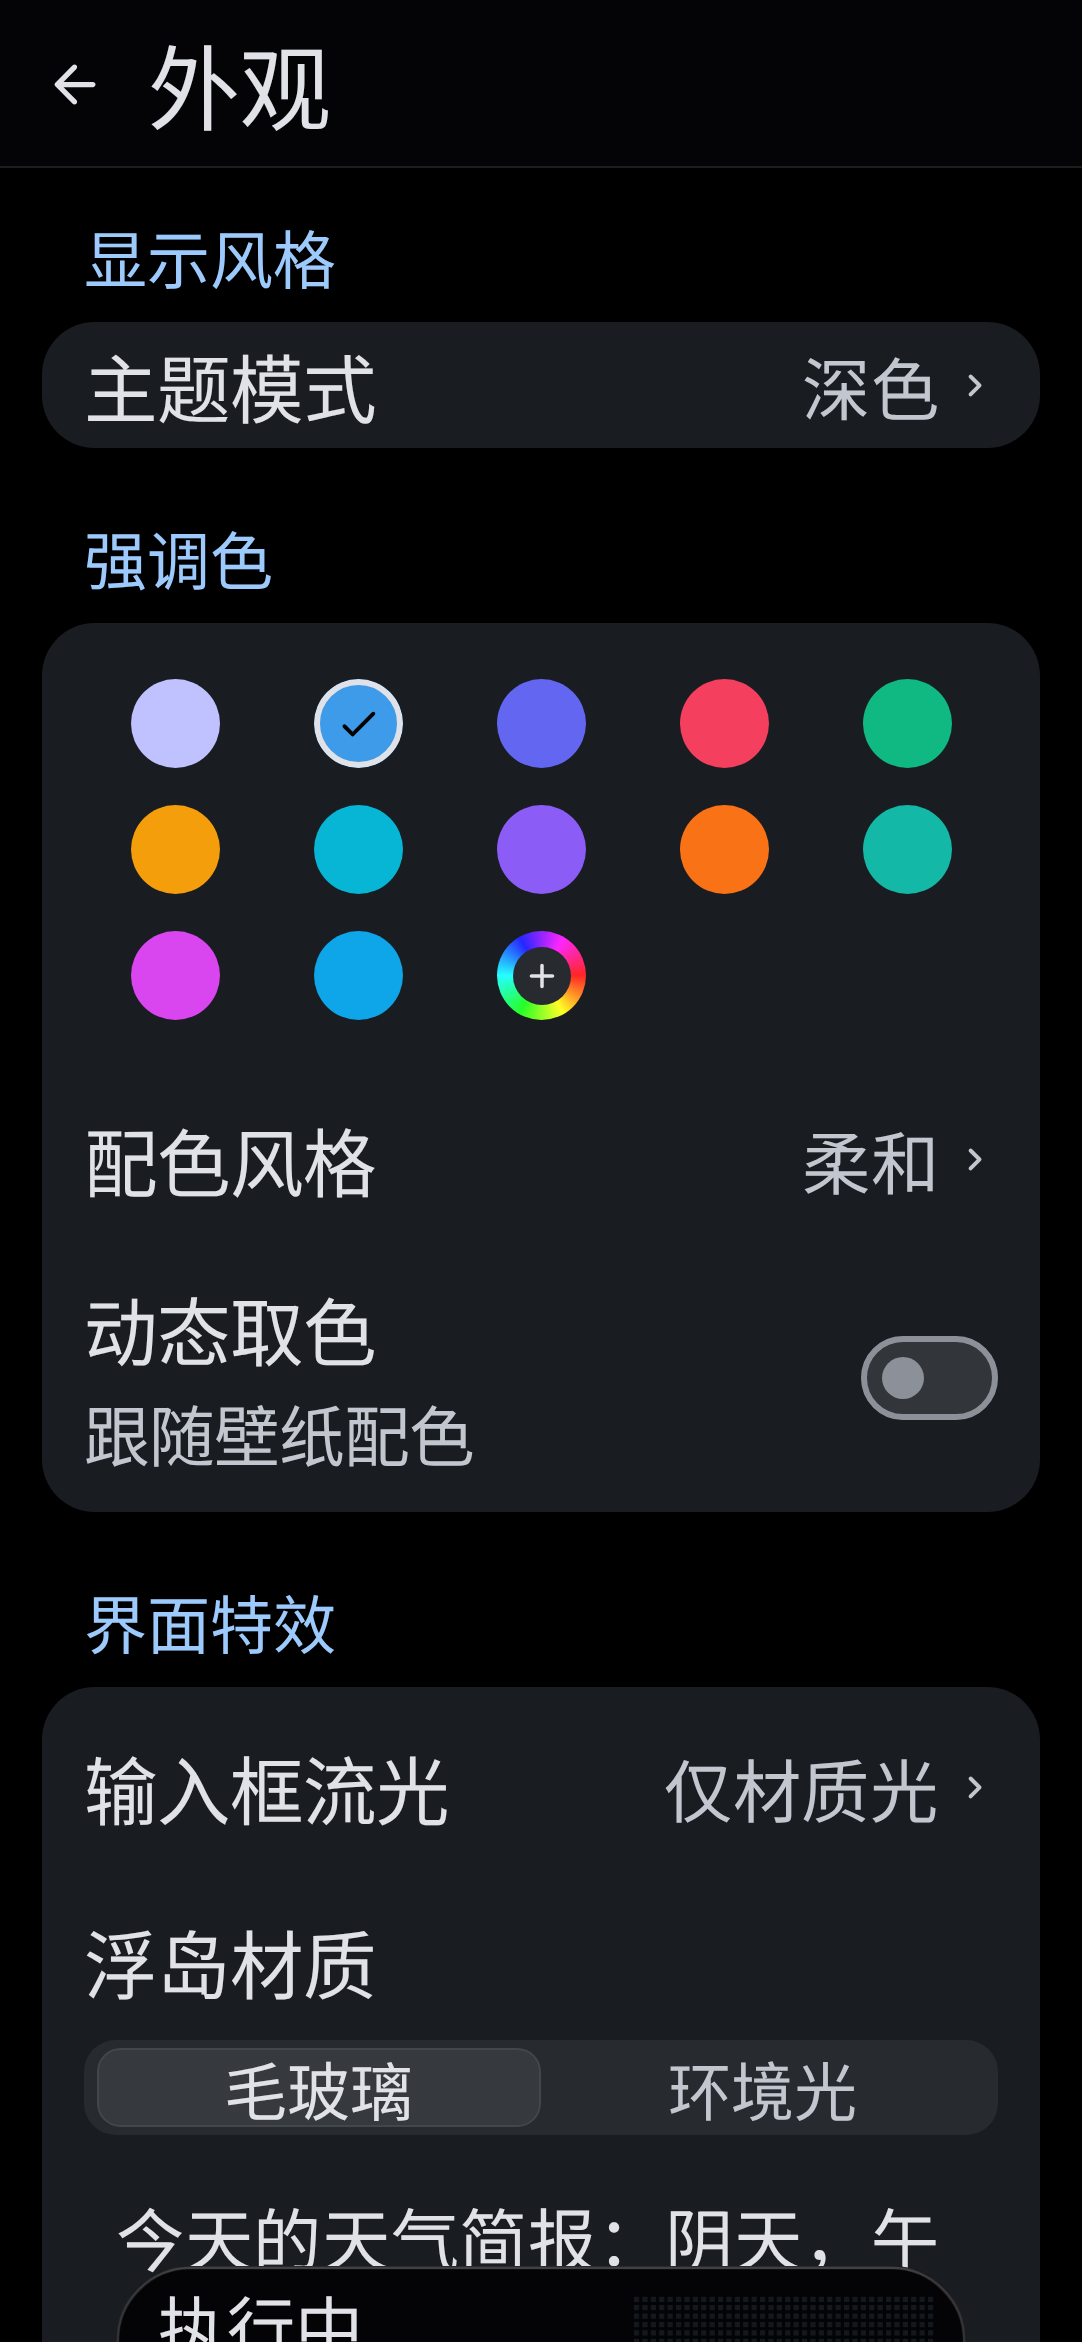 外观
显示风格
主题模式 深色
强调色
配色风格 柔和
动态取色
跟随壁纸配色
界面特效
输入框流光 仅材质光
浮岛材质
毛玻璃 环境光
今天的天气简报：阴天，午
执行中